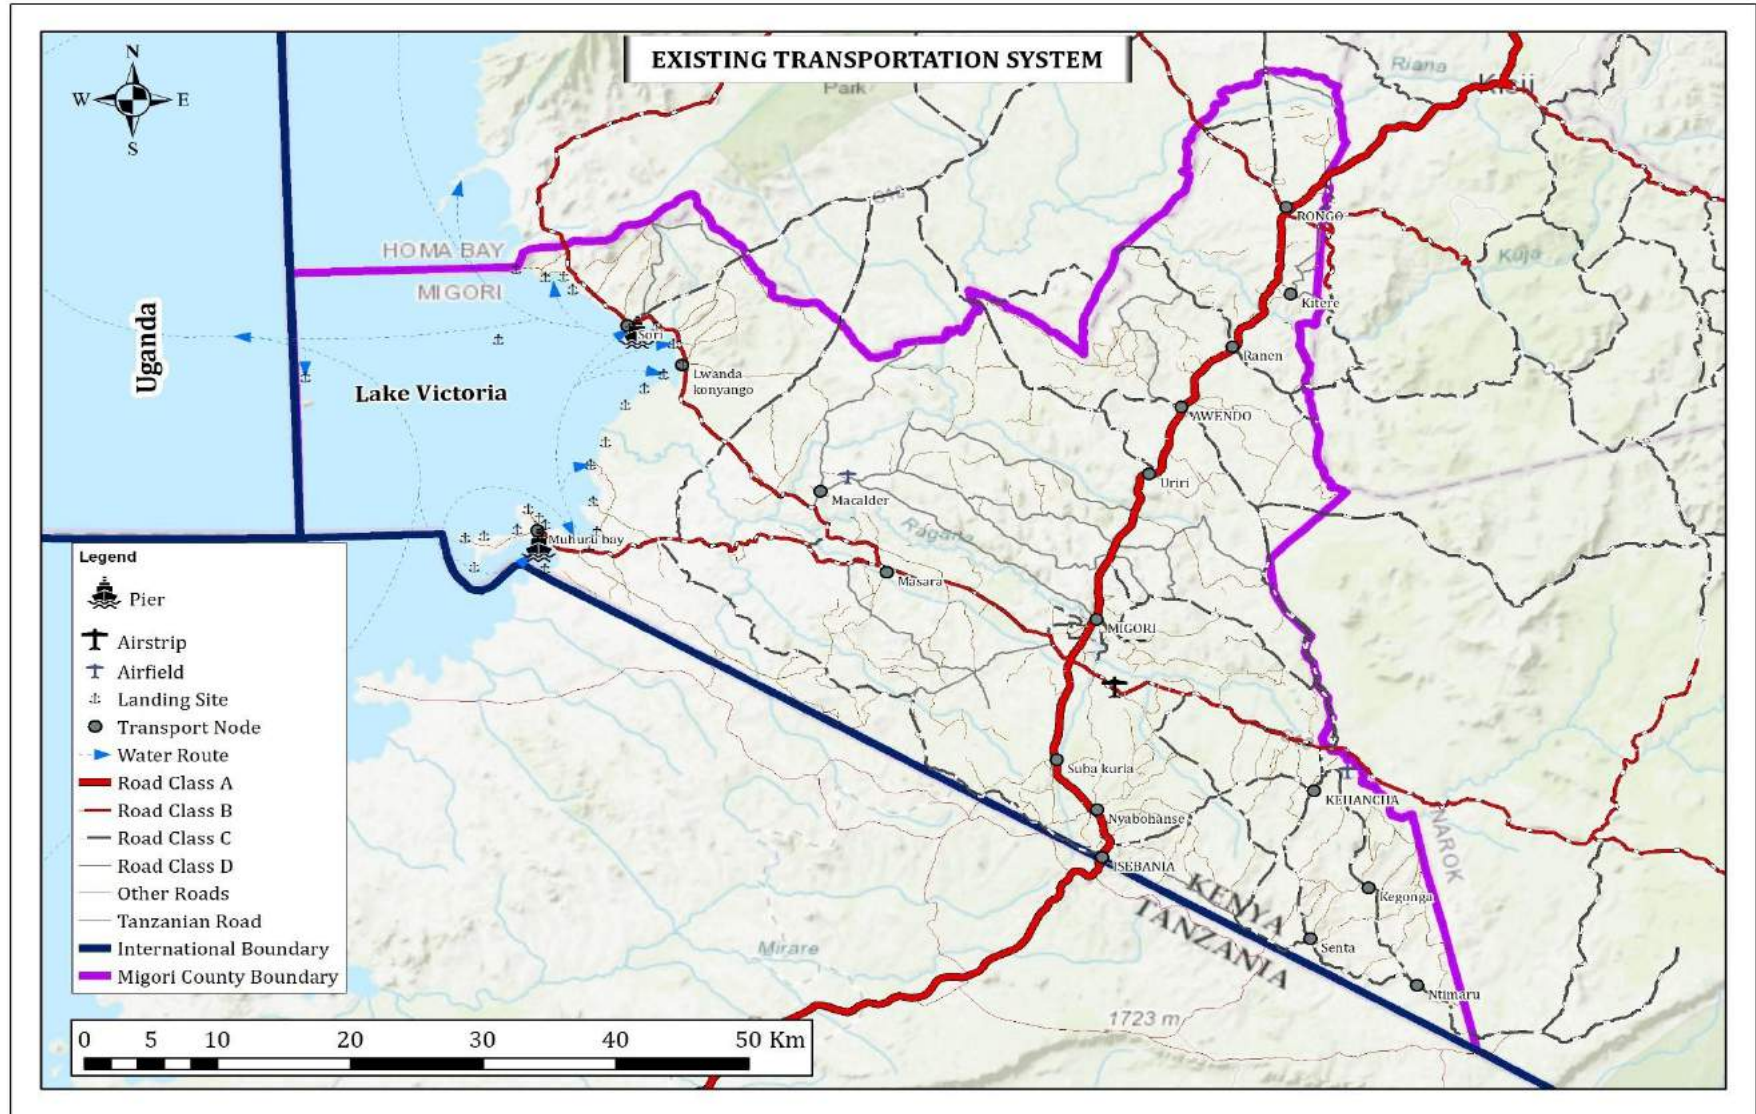 EXISTING TRANSPORTATION SYSTEM
N
W E
S
Park
Riana
Kisii
RONGO
Kuja
HOMA BAY
MIGORI
Kitere
Uganda
Sori
Ranen
Lake Victoria
Lwanda
konyango
AWENDO
Uriri
Macalder
Ragana
Muhuru bay
Masara
MIGORI
Suba kuria
KEHANCHA
Nyabohanse
NAROK
ISEBANIA
KENYA
TANZANIA
Kegonga
Senta
Mirare
Ntimaru
1723 m
Legend
Pier
Airstrip
Airfield
Landing Site
Transport Node
Water Route
Road Class A
Road Class B
Road Class C
Road Class D
Other Roads
Tanzanian Road
International Boundary
Migori County Boundary
0 5 10 20 30 40 50 Km